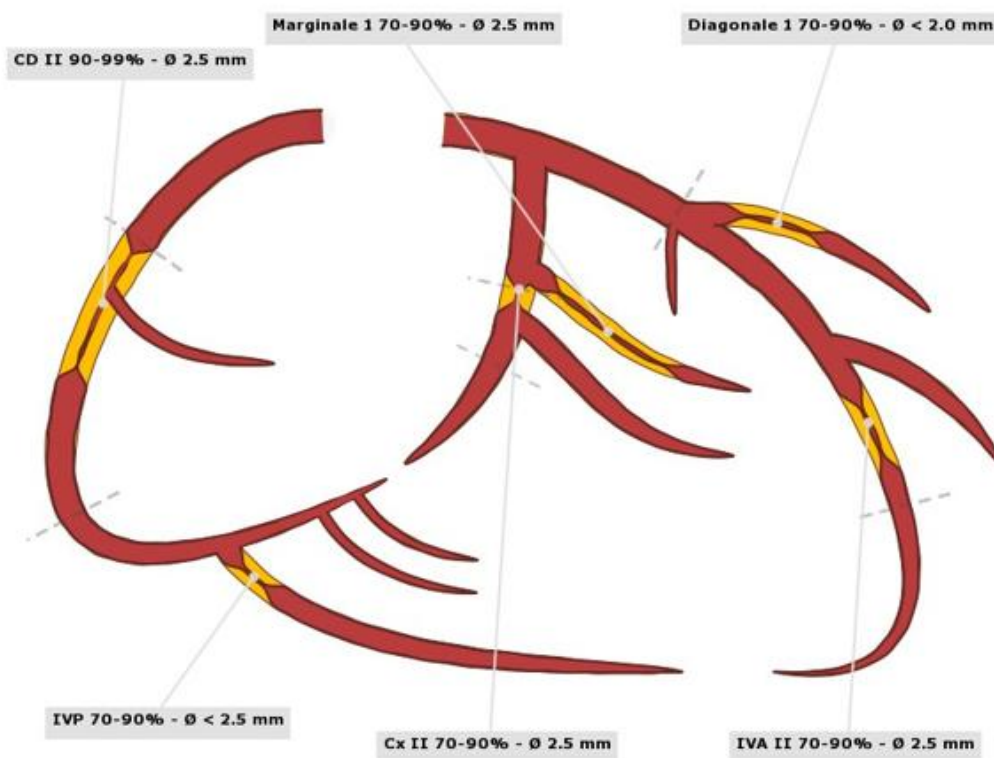 Marginale 1 70-90% - Ø 2.5 mm
Diagonale 1 70-90% - Ø < 2.0 mm
CD II 90-99% - Ø 2.5 mm
IVP 70-90% - Ø < 2.5 mm
Cx II 70-90% - Ø 2.5 mm
IVA II 70-90% - Ø 2.5 mm